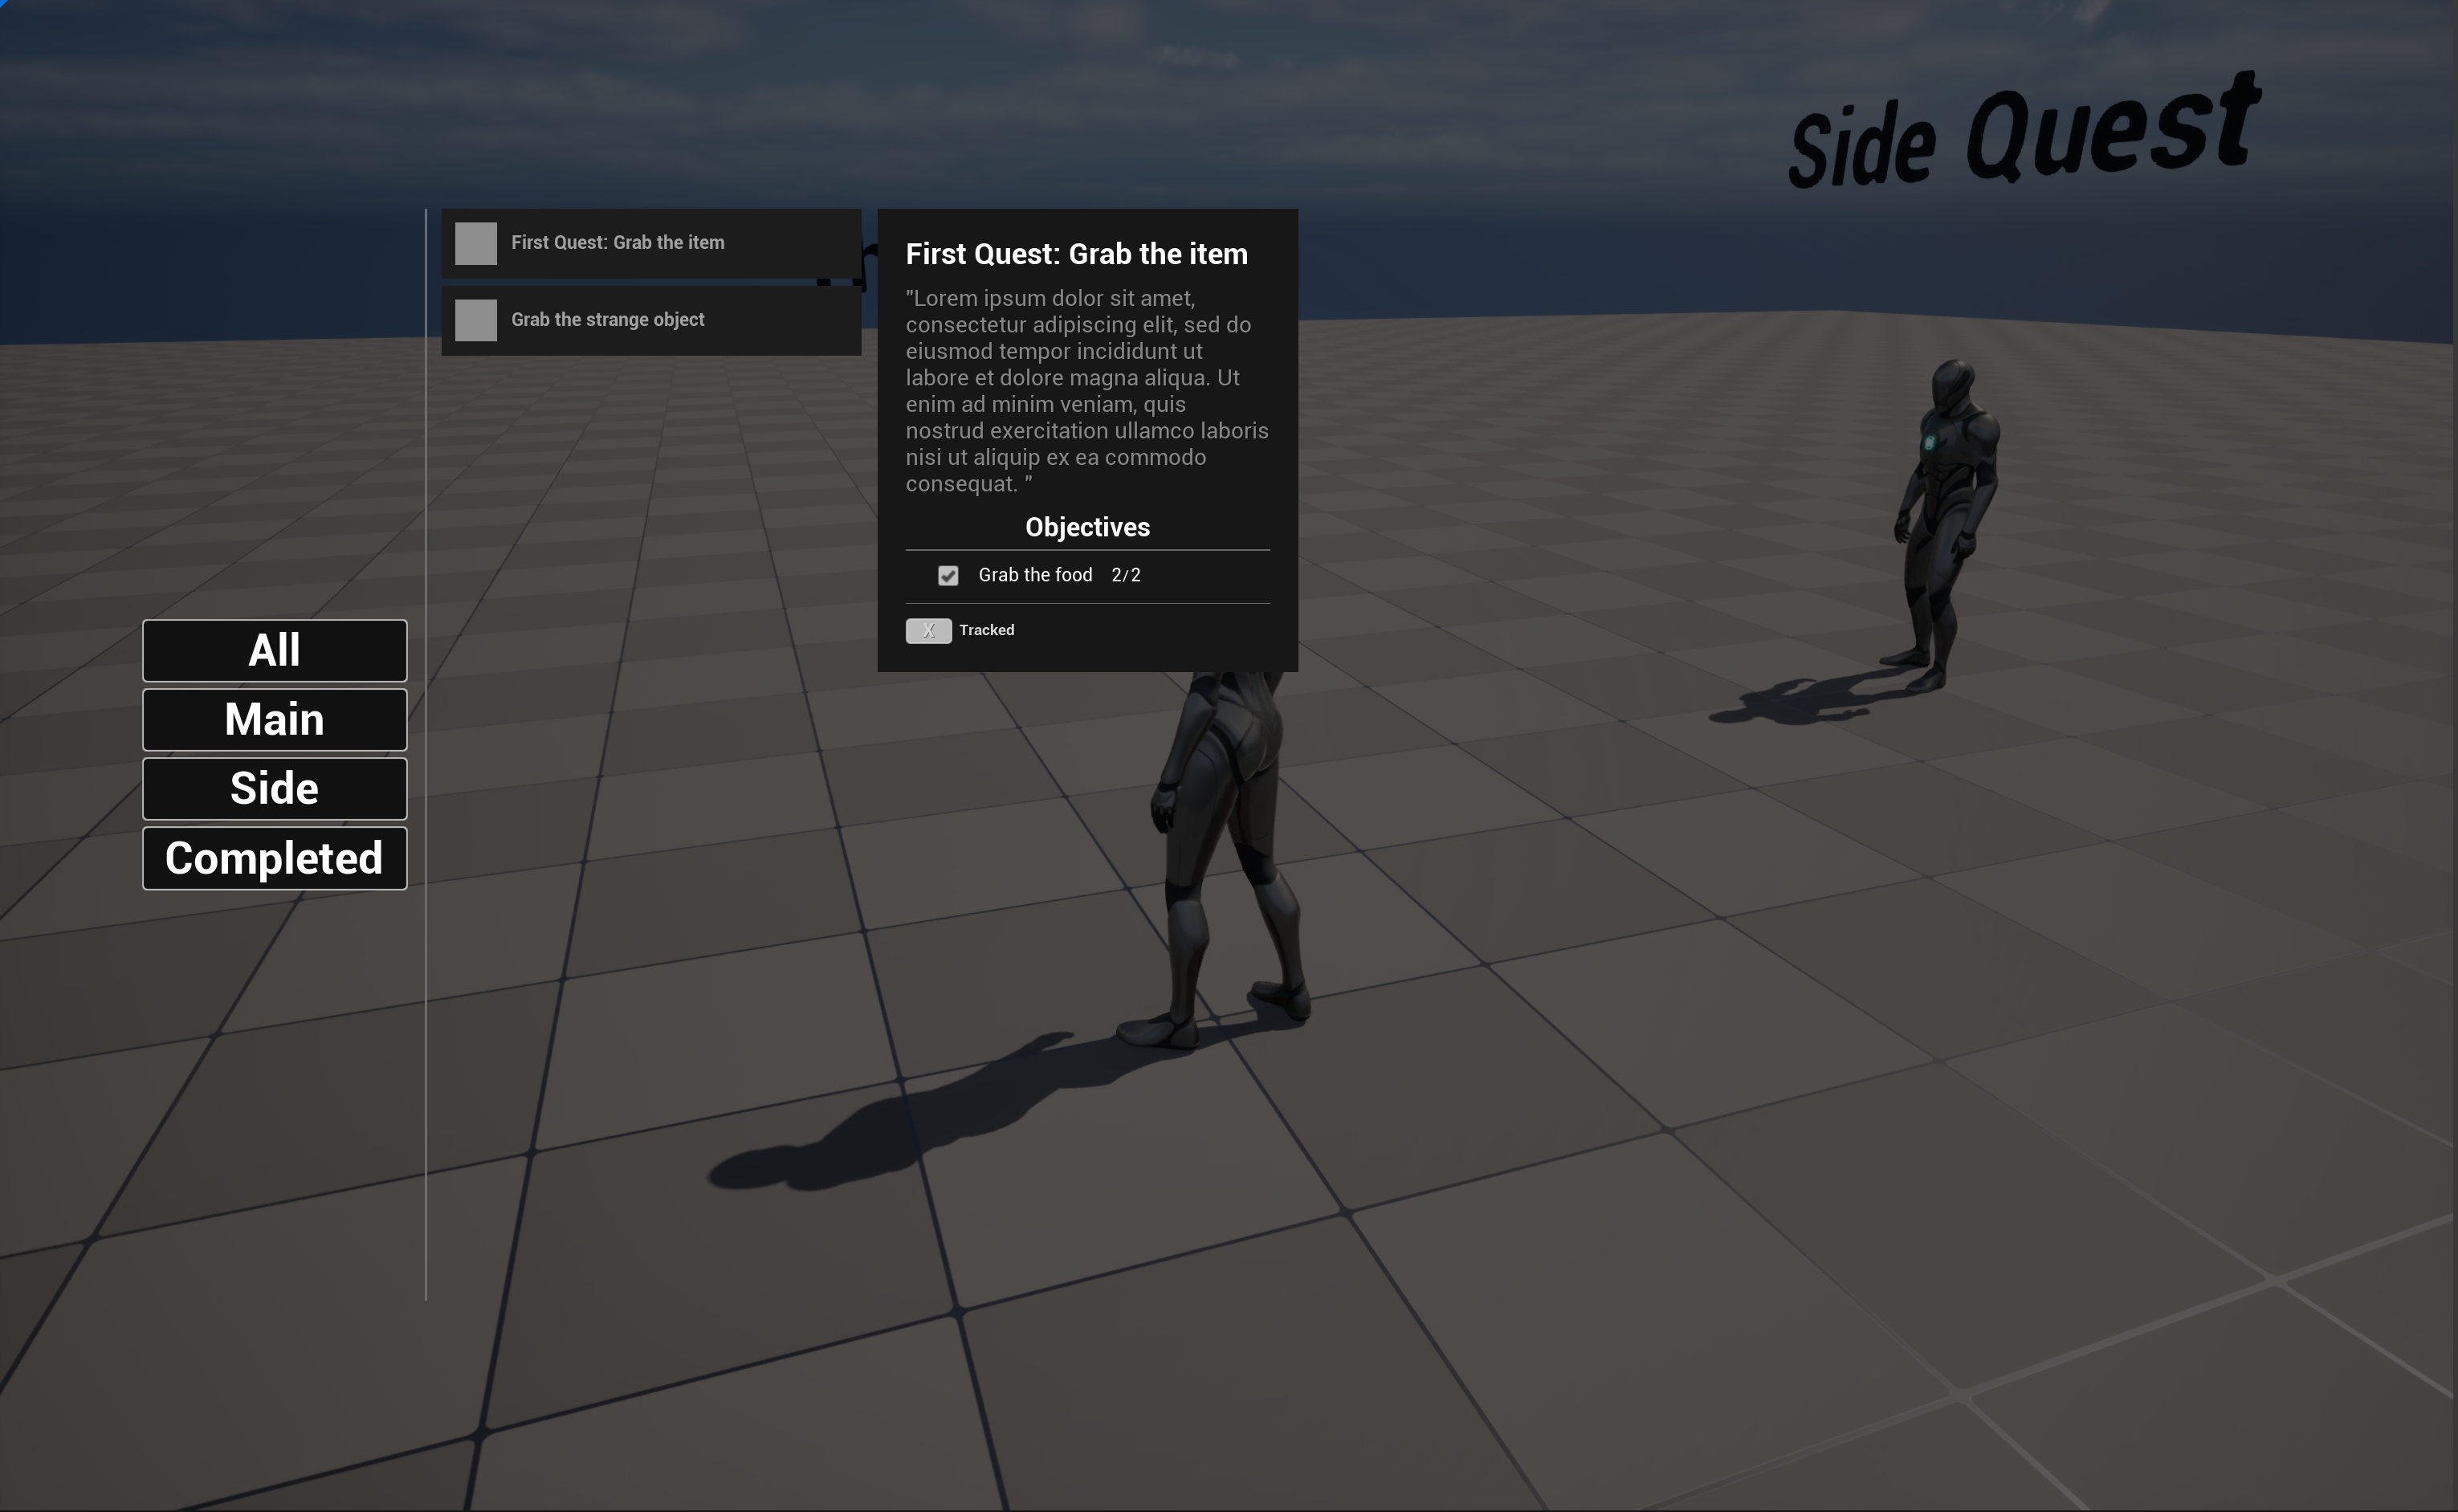 Side Quest
First Quest: Grab the item
Grab the strange object
First Quest: Grab the item
"Lorem ipsum dolor sit amet,
consectetur adipiscing elit, sed do
eiusmod tempor incididunt ut
labore et dolore magna aliqua. Ut
enim ad minim veniam, quis
nostrud exercitation ullamco laboris
nisi ut aliquip ex ea commodo
consequat. "
Objectives
Grab the food 2/2
X Tracked
All
Main
Side
Completed